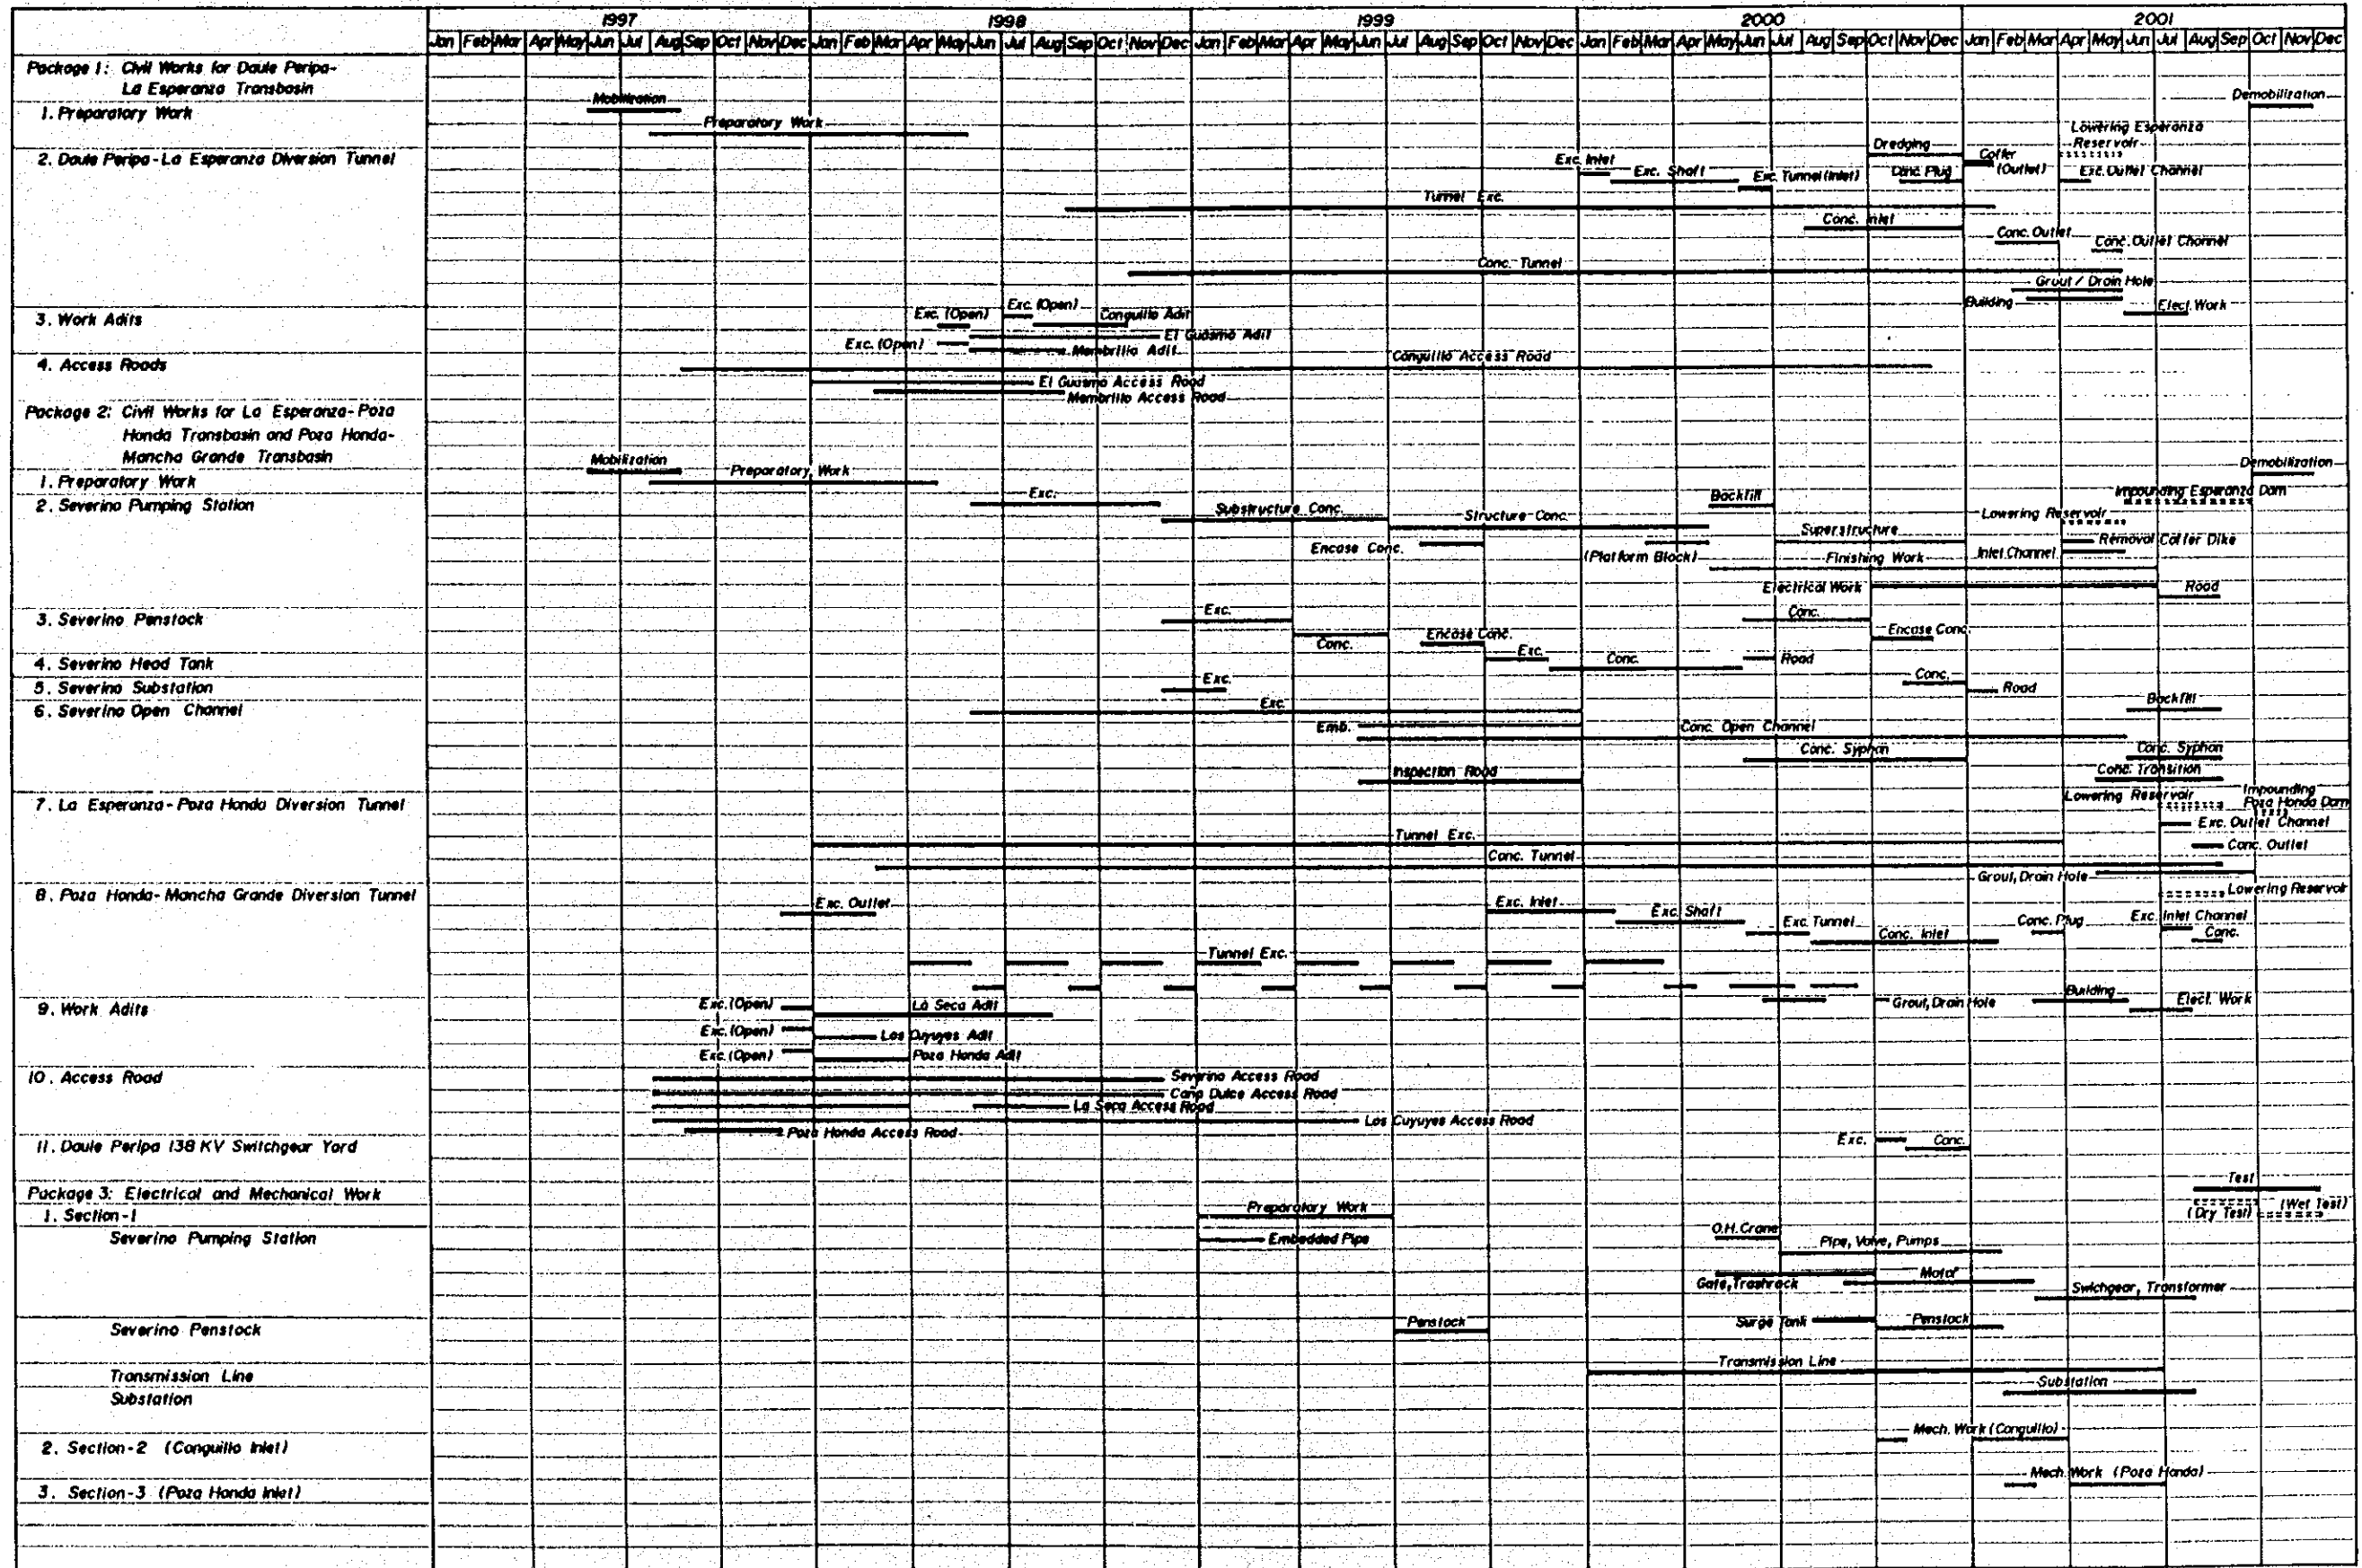 1997 1998 1999 2000 2001
Jan Feb Mar Apr May Jun Jul Aug Sep Oct Nov Dec Jan Feb Mar Apr May Jun Jul Aug Sep Oct Nov Dec Jan Feb Mar Apr May Jun Jul Aug Sep Oct Nov Dec Jan Feb Mar Apr May Jun Jul Aug Sep Oct Nov Dec Jan Feb Mar Apr May Jun Jul Aug Sep Oct Nov Dec
Package 1: Civil Works for Daule Peripa-
La Esperanza Transbasin
Mobilization Demobilization
1. Preparatory Work
Preparatory Work
Lowering Esperanza
Reservoir
2. Daule Peripa-La Esperanza Diversion Tunnel
Dredging Coffer
(Outlet)
Exc. Inlet Exc. Shaft Exc. Tunnel (Inlet) Conc. Plug Exc. Outlet Channel
Tunnel Exc.
Conc. Inlet
Conc. Outlet Conc. Outlet Channel
Conc. Tunnel
Grout / Drain Hole
Building Elect. Work
3. Work Adits
Exc. (Open) Exc. (Open) Conguillo Adit
El Guasmo Adit
Exc. (Open) Membrillo Adit
4. Access Roads
Conguillo Access Road
El Guasmo Access Road
Membrillo Access Road
Package 2: Civil Works for La Esperanza-Poza
Honda Transbasin and Poza Honda-
Mancha Grande Transbasin
Mobilization Demobilization
1. Preparatory Work
Preparatory Work
2. Severino Pumping Station
Exc. Backfill Impounding Esperanza Dam
Substructure Conc. Structure Conc. Lowering Reservoir
Encase Conc. (Platform Block) Superstructure Removal Coffer Dike
Finishing Work Inlet Channel
Electrical Work Road
3. Severino Penstock
Exc. Conc.
Conc. Encase Conc. Encase Conc.
4. Severino Head Tank
Exc. Conc. Road
5. Severino Substation
Exc. Conc. Road
6. Severino Open Channel
Exc. Backfill
Emb. Conc. Open Channel
Conc. Syphon Conc. Syphon
Inspection Road Conc. Transition
7. La Esperanza-Poza Honda Diversion Tunnel
Lowering Reservoir Impounding
Poza Honda Dam
Exc. Outlet Channel
Tunnel Exc.
Conc. Outlet
Conc. Tunnel
Grout, Drain Hole
8. Poza Honda-Mancha Grande Diversion Tunnel
Lowering Reservoir
Exc. Outlet Exc. Inlet Exc. Shaft Exc. Tunnel Conc. Plug Exc. Inlet Channel
Conc. Inlet Conc.
Tunnel Exc.
Grout, Drain Hole Building Elect. Work
9. Work Adits
Exc. (Open) La Seca Adit
Exc. (Open) Los Cuyuyes Adit
Exc. (Open) Poza Honda Adit
10. Access Road
Severino Access Road
Caña Dulce Access Road
La Seca Access Road
Los Cuyuyes Access Road
Poza Honda Access Road
11. Daule Peripa 138 KV Switchgear Yard
Exc. Conc.
Package 3: Electrical and Mechanical Work
Test
(Dry Test) (Wet Test)
1. Section-1
Preparatory Work
Severino Pumping Station
Embedded Pipe O.H. Crane Pipe, Valve, Pumps
Gate, Trashrack Motor Swichgear, Transformer
Severino Penstock
Penstock Surge Tank Penstock
Transmission Line
Transmission Line
Substation
Substation
2. Section-2 (Conguillo Inlet)
Mech. Work (Conguillo)
Mech. Work (Poza Honda)
3. Section-3 (Poza Honda Inlet)